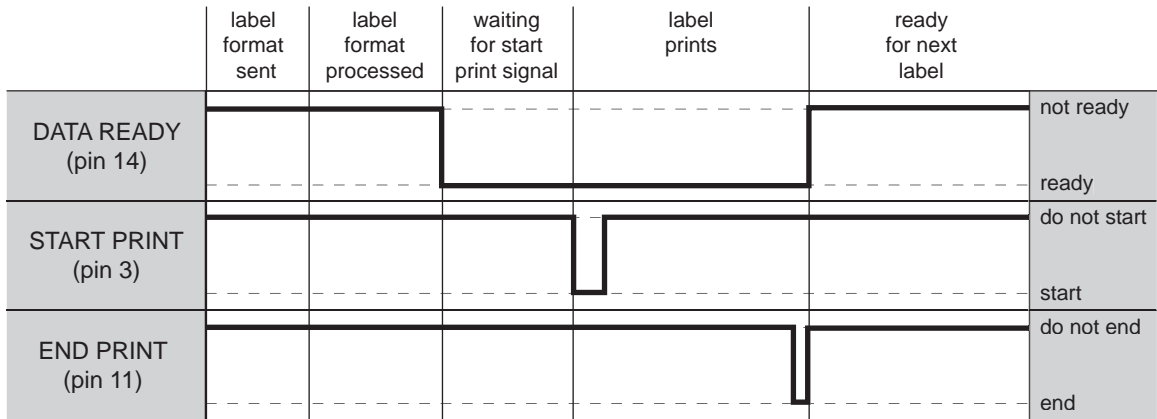 label
format
sent
label
format
processed
waiting
for start
print signal
label
prints
ready
for next
label
DATA READY
(pin 14)
not ready
ready
START PRINT
(pin 3)
do not start
start
END PRINT
(pin 11)
do not end
end